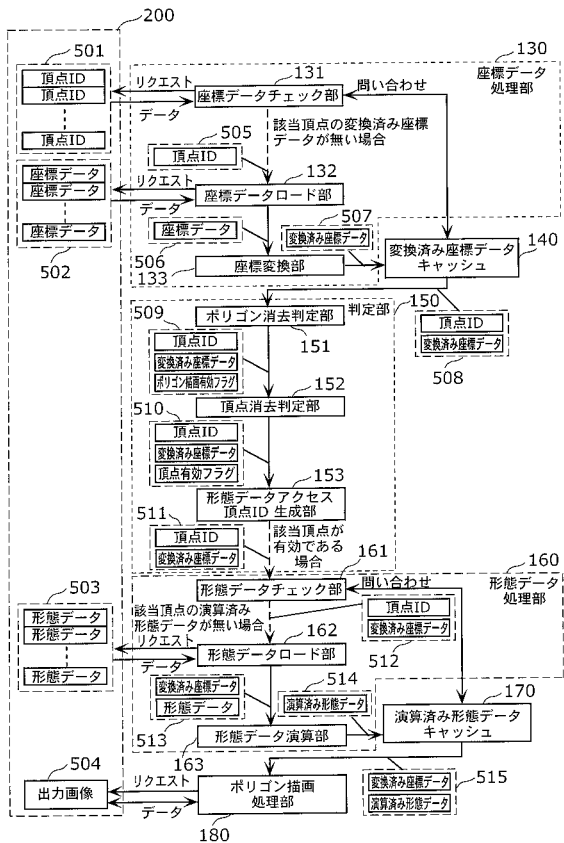 200
501
頂点ID
頂点ID
頂点ID
リクエスト
データ
131
座標データチェック部
問い合わせ
130
座標データ
処理部
該当頂点の変換済み座標
データが無い場合
505
頂点ID
132
座標データロード部
リクエスト
データ
座標データ
座標データ
座標データ
502
座標データ
506
507
変換済み座標データ
133
座標変換部
変換済み座標データ
キャッシュ
140
150
判定部
ポリゴン消去判定部
151
509
頂点ID
変換済み座標データ
ポリゴン描画有効フラグ
頂点ID
変換済み座標データ
508
152
頂点消去判定部
510
頂点ID
変換済み座標データ
頂点有効フラグ
153
形態データアクセス
頂点ID 生成部
511
頂点ID
変換済み座標データ
該当頂点が
有効である
場合
161
形態データチェック部
問い合わせ
160
形態データ
処理部
503
形態データ
形態データ
形態データ
該当頂点の演算済み
形態データが無い場合
リクエスト
データ
162
形態データロード部
頂点ID
変換済み座標データ
512
変換済み座標データ
形態データ
513
514
演算済み形態データ
163
形態データ演算部
170
演算済み形態データ
キャッシュ
504
出力画像
リクエスト
データ
ポリゴン描画
処理部
180
変換済み座標データ
演算済み形態データ
515